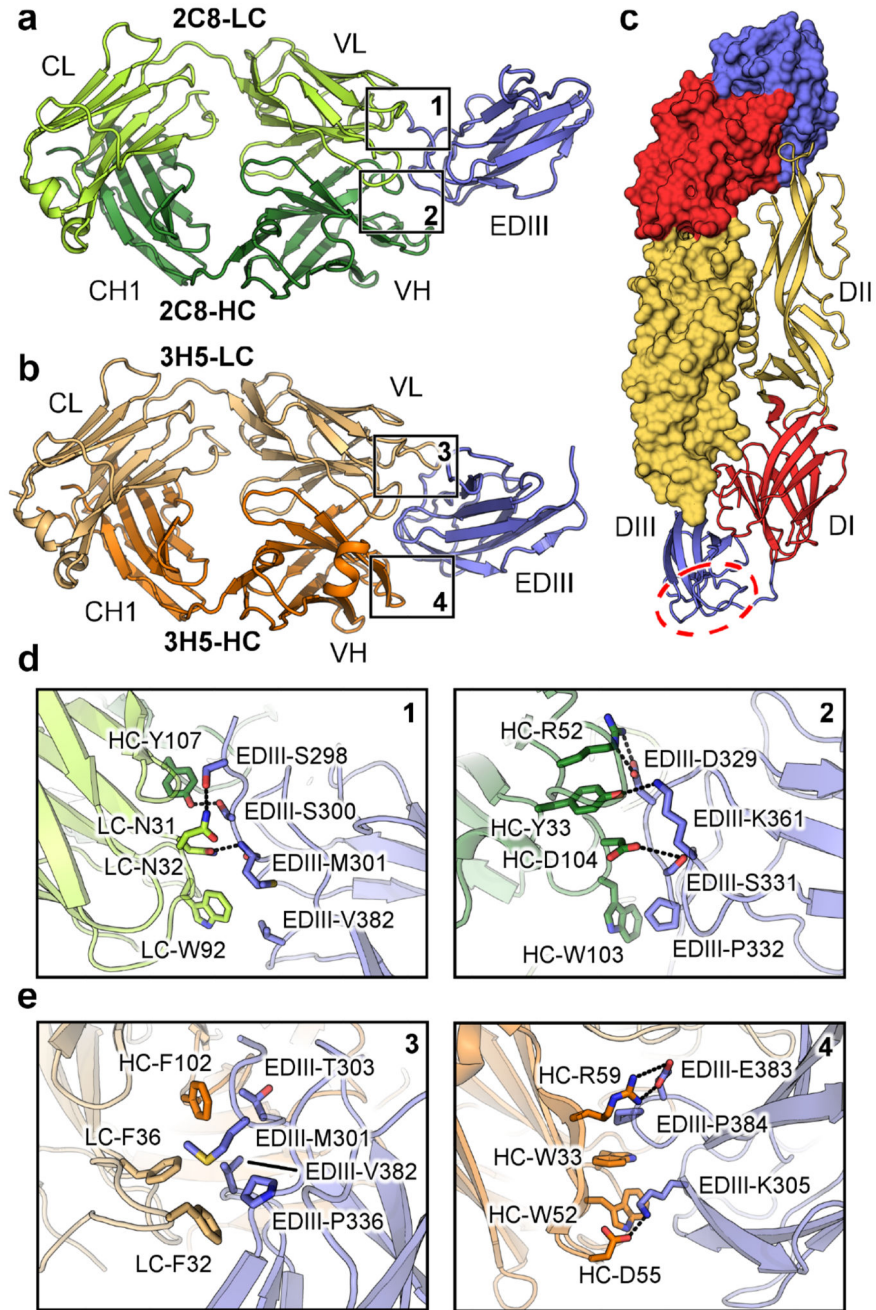 a
2C8-LC
CL
VL
1
2
EDIII
CH1
VH
2C8-HC
b
3H5-LC
CL
VL
3
4
EDIII
CH1
3H5-HC
VH
c
DII
DIII
DI
d
1
HC-Y107
EDIII-S298
EDIII-S300
LC-N31
LC-N32
EDIII-M301
EDIII-V382
LC-W92
2
HC-R52
EDIII-D329
EDIII-K361
HC-Y33
HC-D104
EDIII-S331
HC-W103
EDIII-P332
e
3
HC-F102
EDIII-T303
LC-F36
EDIII-M301
EDIII-V382
EDIII-P336
LC-F32
4
HC-R59
EDIII-E383
EDIII-P384
HC-W33
EDIII-K305
HC-W52
HC-D55